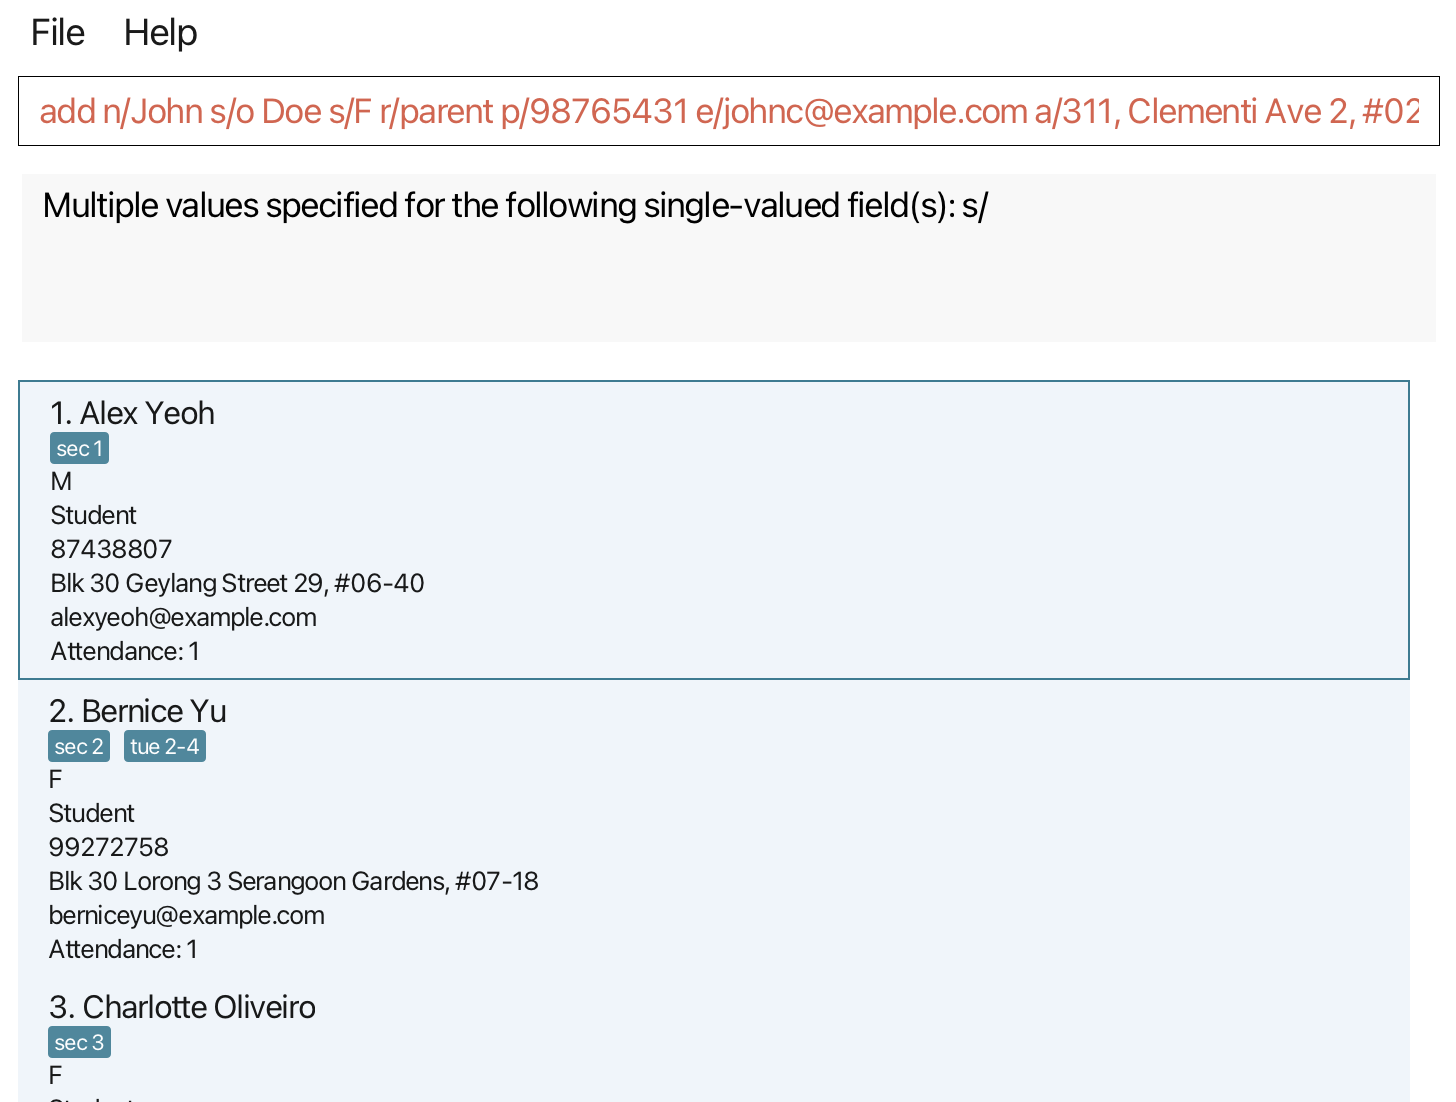 File Help
add n/John s/o Doe s/F r/parent p/98765431 e/johnc@example.com a/311, Clementi Ave 2, #02
Multiple values specified for the following single-valued field(s): s/
1. Alex Yeoh
sec 1
M
Student
87438807
Blk 30 Geylang Street 29, #06-40
alexyeoh@example.com
Attendance: 1
2. Bernice Yu
sec 2 tue 2-4
F
Student
99272758
Blk 30 Lorong 3 Serangoon Gardens, #07-18
berniceyu@example.com
Attendance: 1
3. Charlotte Oliveiro
sec 3
F